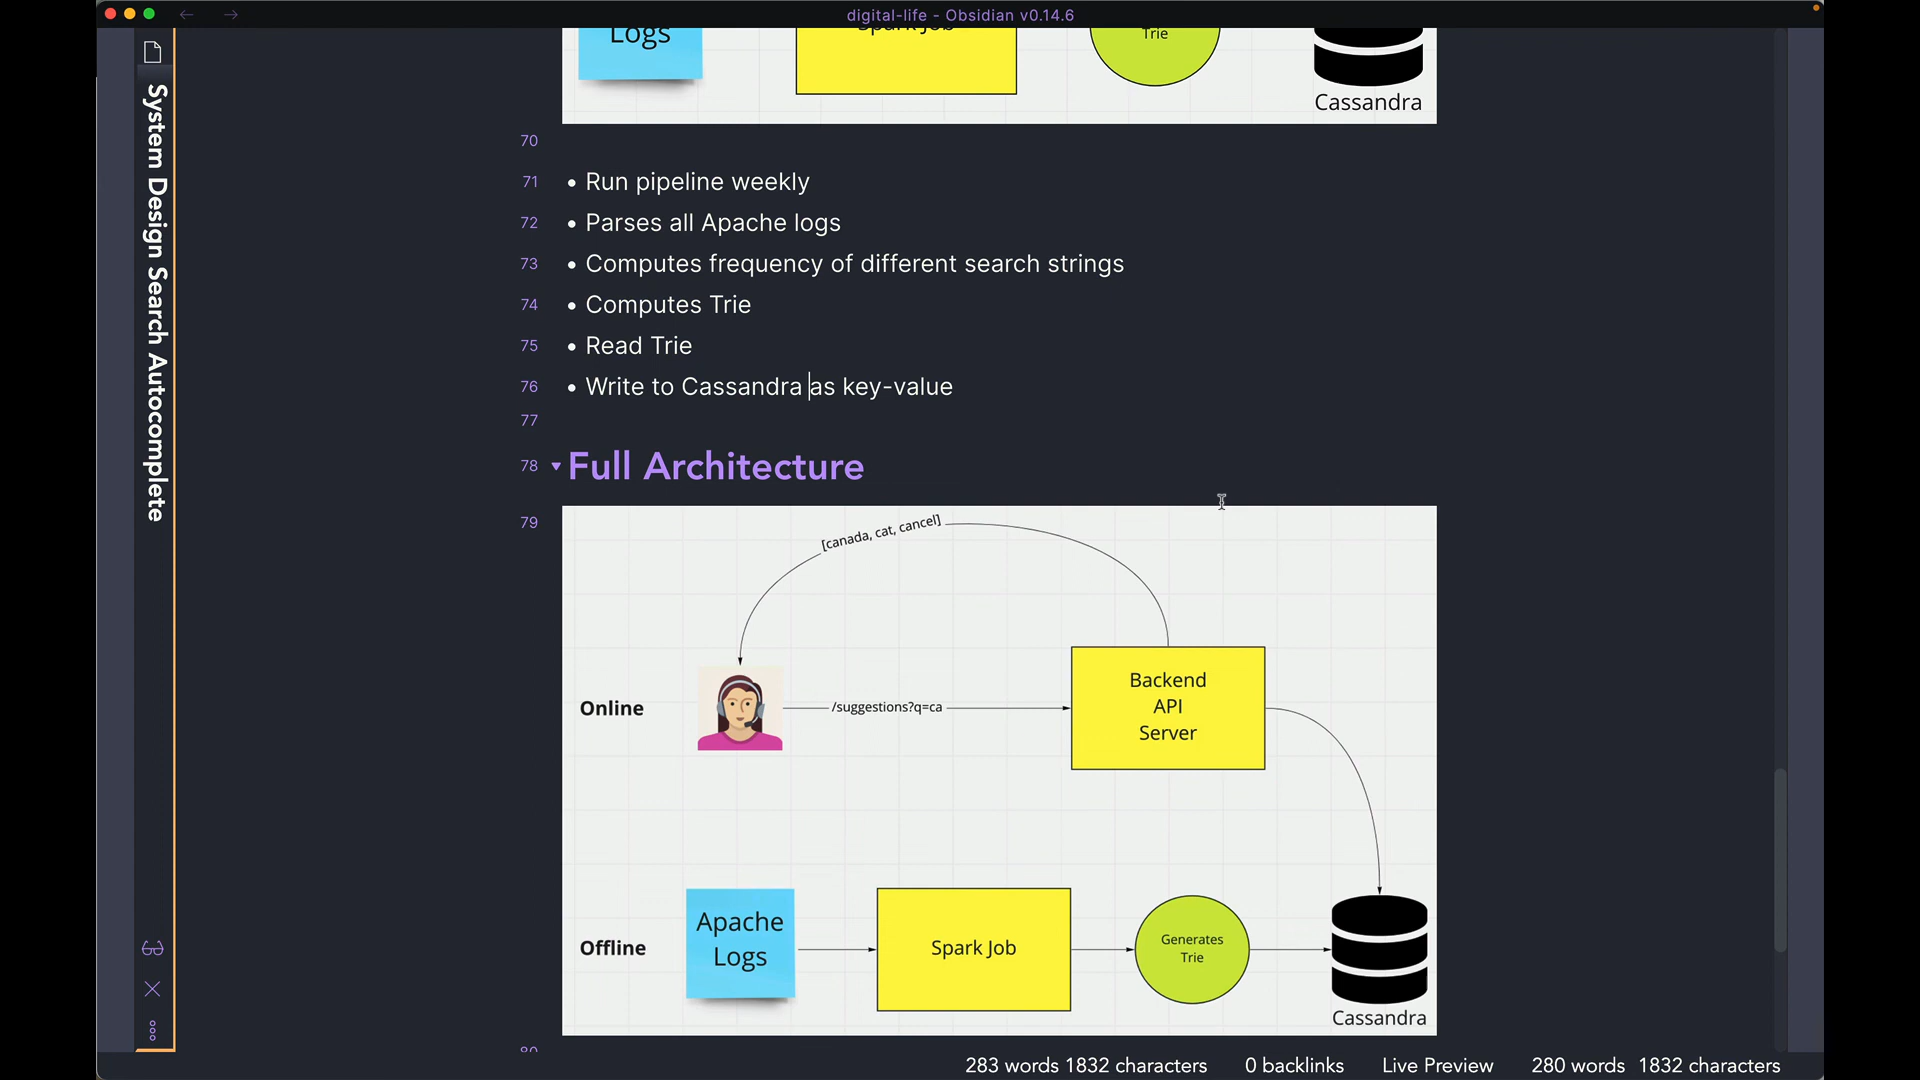 digital-life - Obsidian v0.14.6
System Design Search Autocomplete
Logs
Spark Job
Trie
Cassandra
70
71 • Run pipeline weekly
72 • Parses all Apache logs
73 • Computes frequency of different search strings
74 • Computes Trie
75 • Read Trie
76 • Write to Cassandra as key-value
77
78 Full Architecture
79
[canada, cat, cancel]
Online
/suggestions?q=ca
Backend
API
Server
Offline
Apache
Logs
Spark Job
Generates
Trie
Cassandra
80
283 words 1832 characters
0 backlinks
Live Preview
280 words 1832 characters